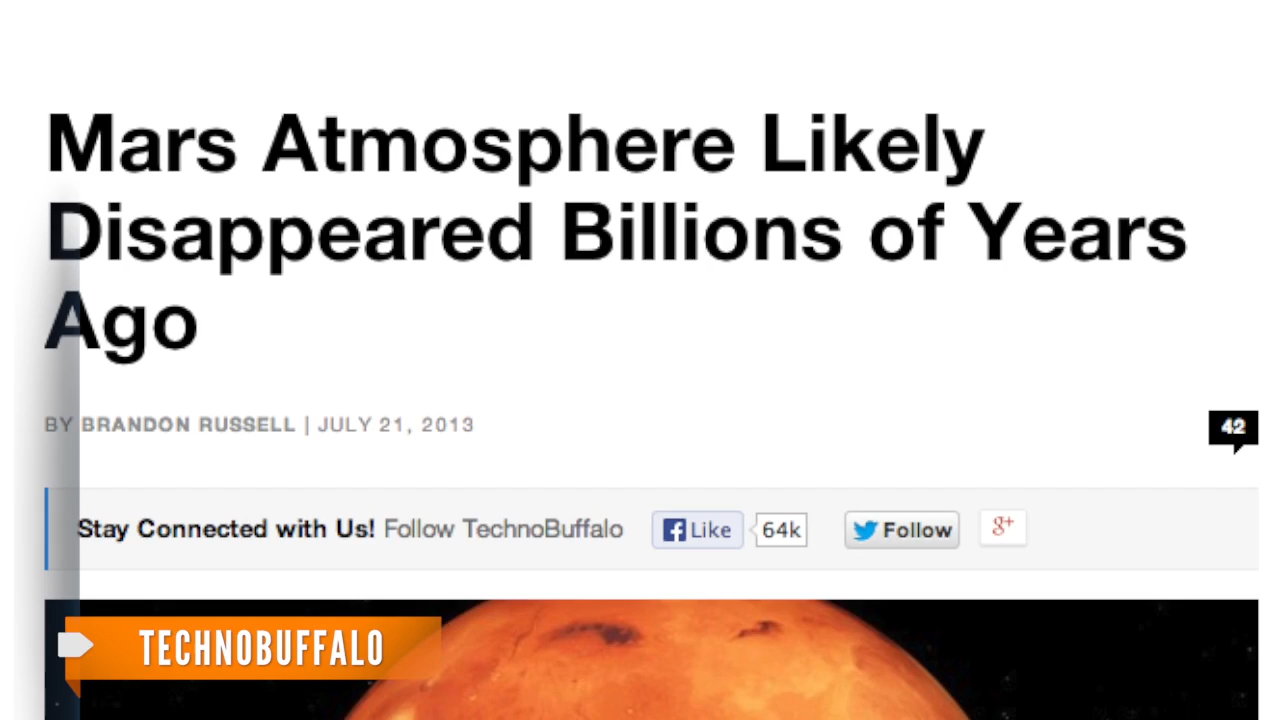 Mars Atmosphere Likely
Disappeared Billions of Years
Ago
BY BRANDON RUSSELL | JULY 21, 2013
42
Stay Connected with Us! Follow TechnoBuffalo
Like
64k
Follow
g+
TECHNOBUFFALO